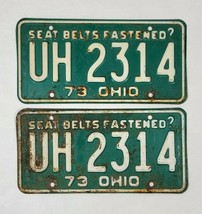 SEAT BELTS FASTENED?
UH 2314
73 OHIO
SEAT BELTS FASTENED?
UH 2314
73 OHIO